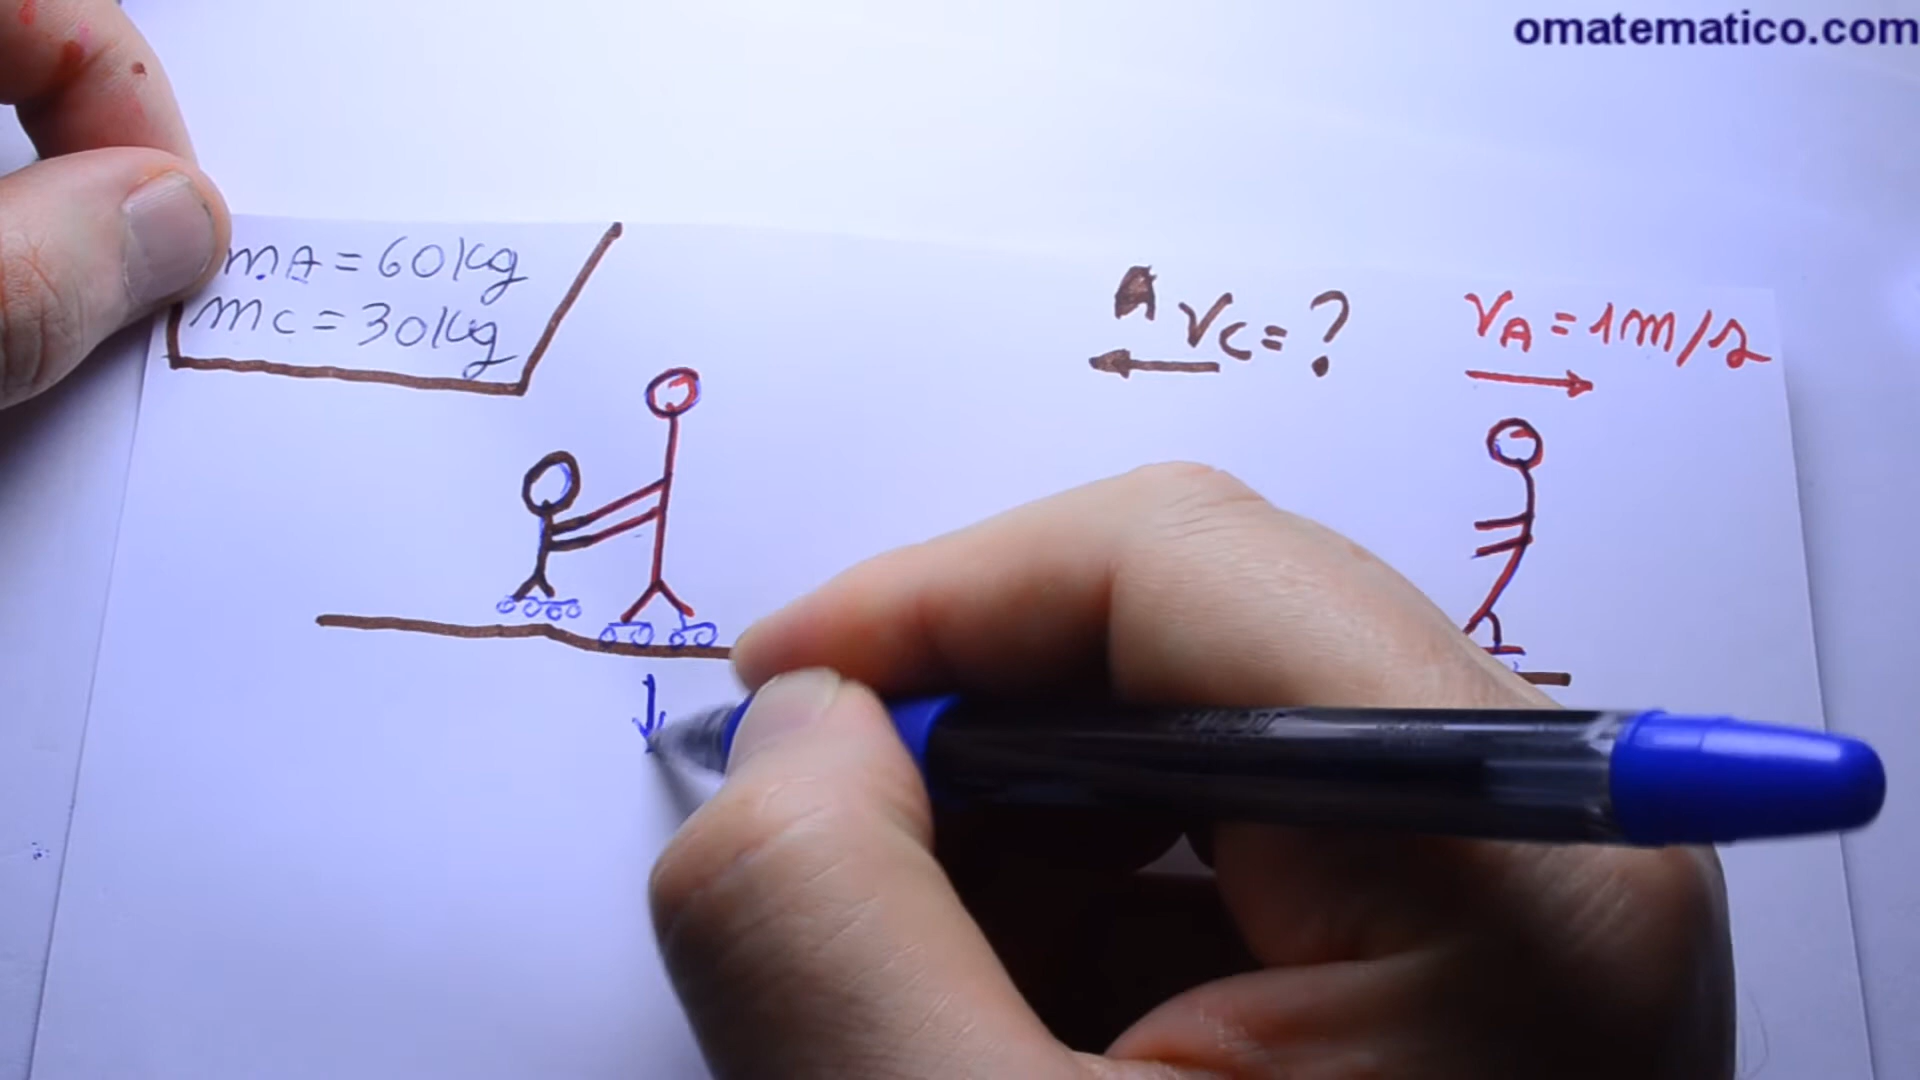 omatematico.com
mA = 60kg
mc = 30kg
Vc = ?
VA = 1m/s